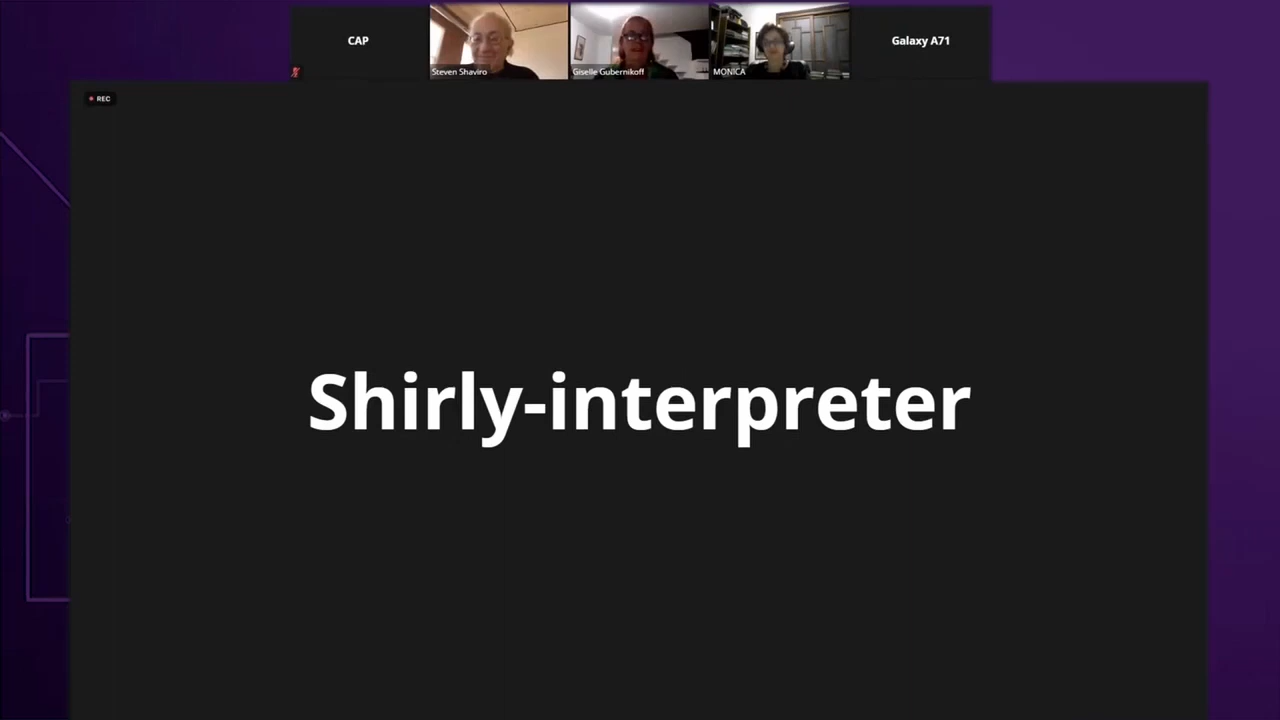 CAP
Steven Shaviro
Giselle Gubernikoff
MONICA
Galaxy A71
REC
Shirly-interpreter